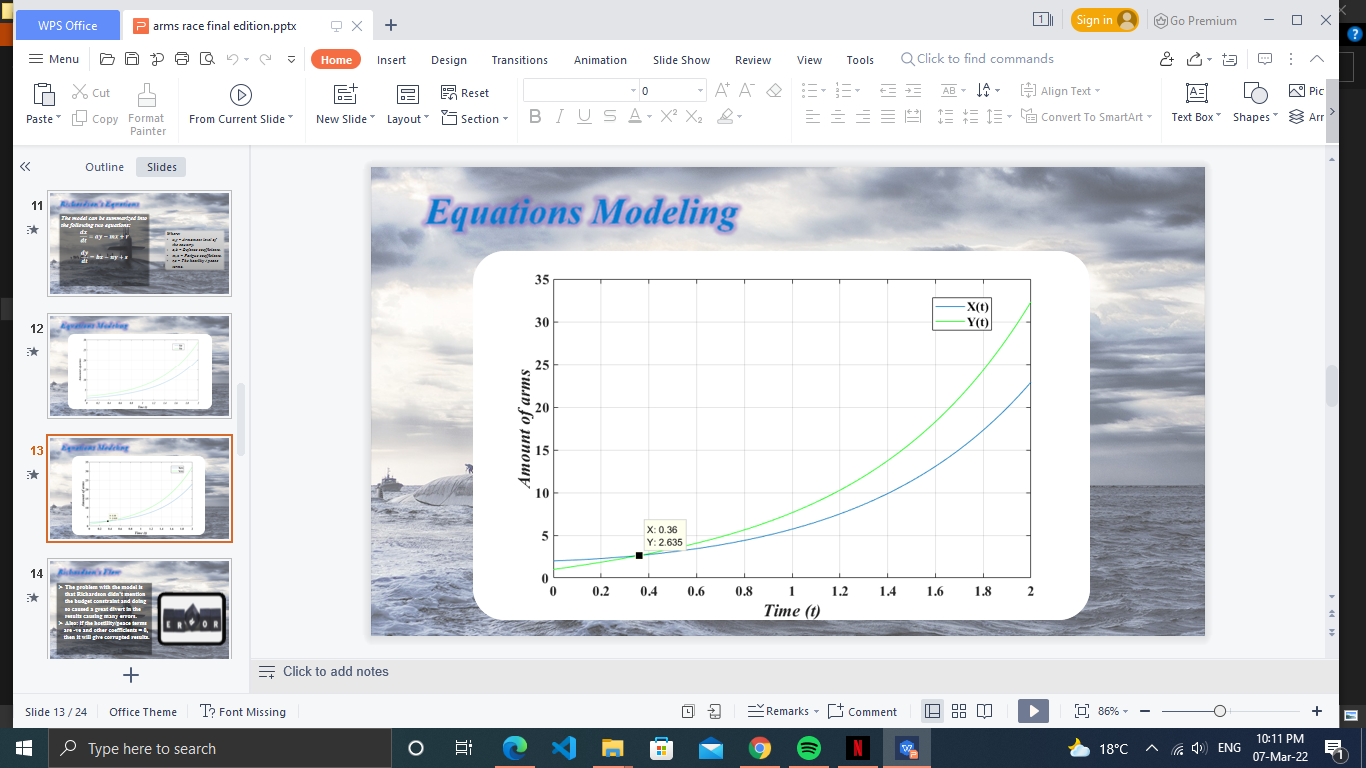 WPS Office
arms race final edition.pptx
1
Sign in
Go Premium
Menu
Home
Insert
Design
Transitions
Animation
Slide Show
Review
View
Tools
Click to find commands
Paste
Cut
Copy
Format
Painter
From Current Slide
New Slide
Layout
Reset
Section
0
Align Text
Convert To SmartArt
Text Box
Shapes
Pic
Arr
Outline
Slides
11
Richardson's Equations
The model can be summarized into
the following two equations:
dx/dt = ay − mx + r
dy/dt = bx − ny + s
Where:
12
Equations Modeling
13
Equations Modeling
14
Richardson's Flaw
The problem with the model is
that Richardson didn't mention
the budget constraint and doing
so caused a great divert in the
results causing many errors.
Also: if the hostility/peace terms
are -ve and other coefficients = 0,
then it will give corrupted results.
ERROR
Equations Modeling
35
30
25
20
15
10
5
0
Amount of arms
X(t)
Y(t)
X: 0.36
Y: 2.635
0 0.2 0.4 0.6 0.8 1 1.2 1.4 1.6 1.8 2
Time (t)
Click to add notes
Slide 13 / 24
Office Theme
Font Missing
Remarks
Comment
86%
Type here to search
18°C
ENG
10:11 PM
07-Mar-22
1